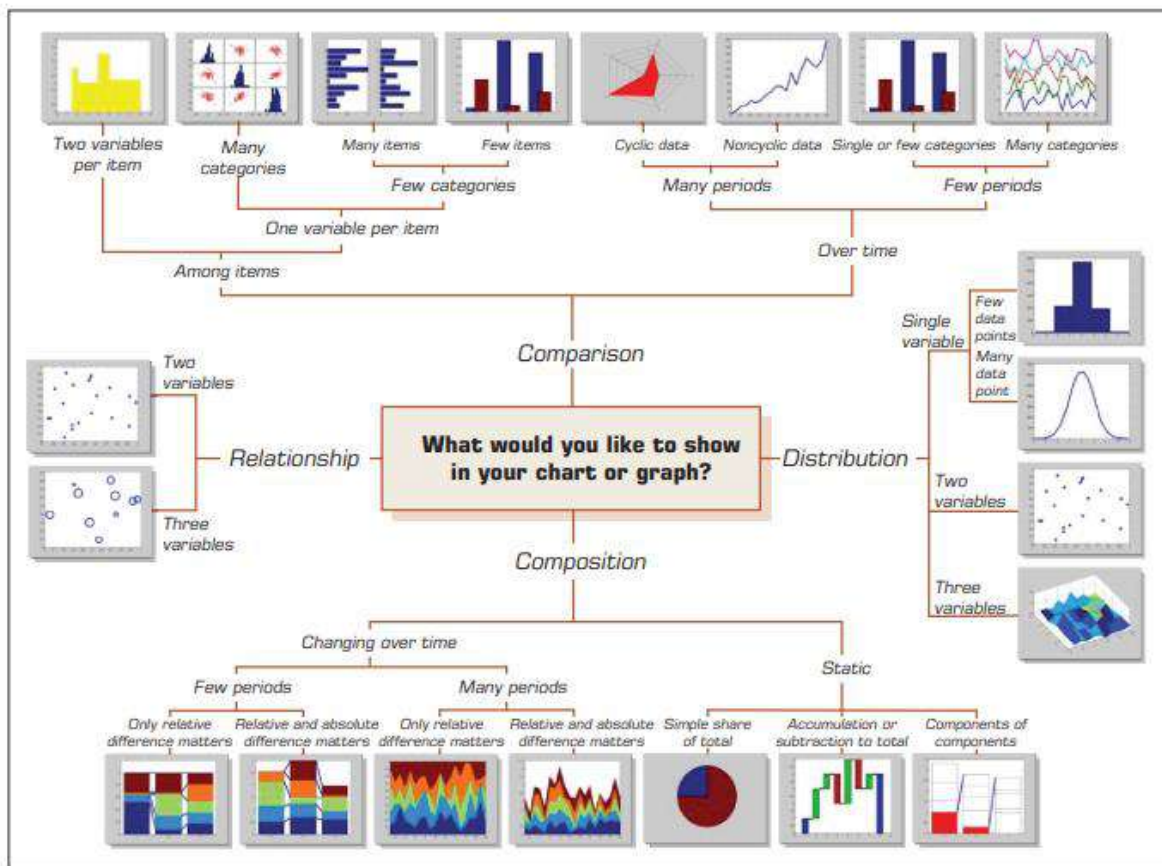 Two variables
per item
Many
categories
Many items
Few items
Cyclic data
Noncyclic data
Single or few categories
Many categories
Few categories
Many periods
Few periods
One variable per item
Over time
Among items
Comparison
Single
variable
Few
data
points
Many
data
point
Two
variables
Relationship
Three
variables
What would you like to show
in your chart or graph?
Distribution
Two
variables
Three
variables
Composition
Changing over time
Static
Few periods
Many periods
Only relative
difference matters
Relative and absolute
difference matters
Only relative
difference matters
Relative and absolute
difference matters
Simple share
of total
Accumulation or
subtraction to total
Components of
components